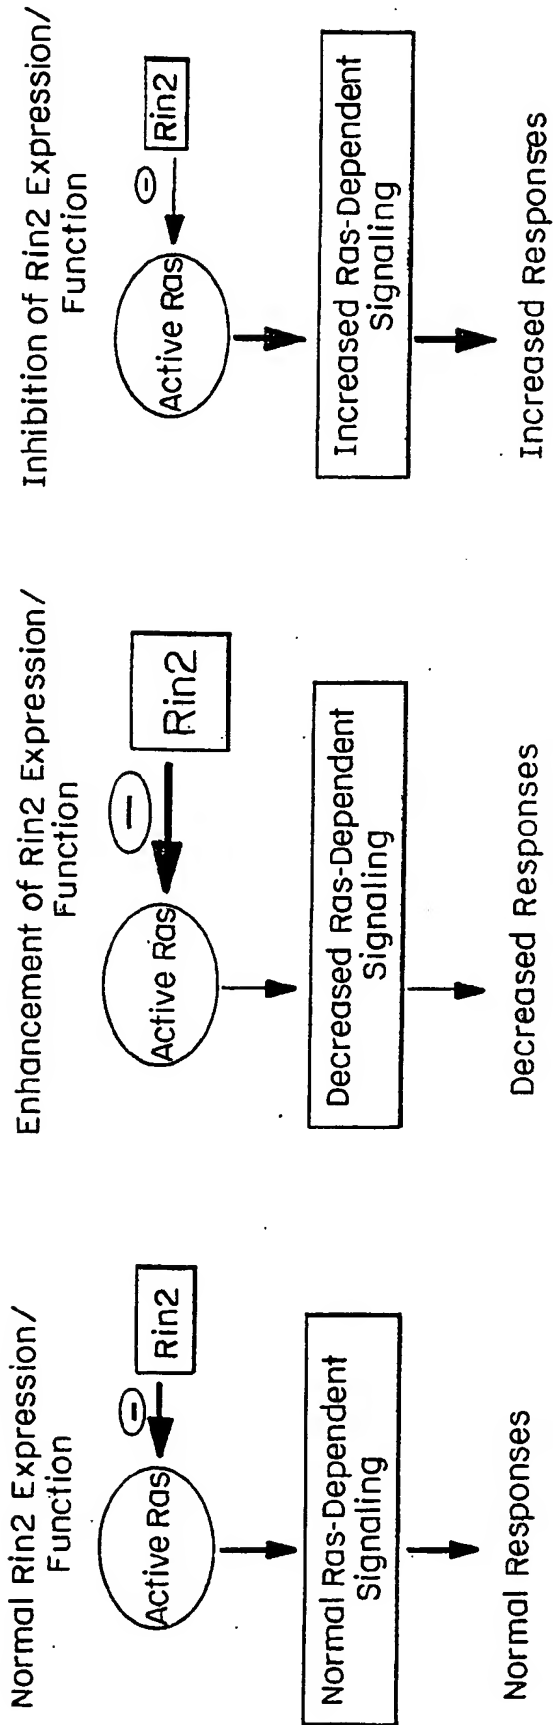 Normal Rin2 Expression/
Function
Active Ras
−
Rin2
Normal Ras-Dependent
Signaling
Normal Responses
Enhancement of Rin2 Expression/
Function
Active Ras
−
Rin2
Decreased Ras-Dependent
Signaling
Decreased Responses
Inhibition of Rin2 Expression/
Function
Active Ras
−
Rin2
Increased Ras-Dependent
Signaling
Increased Responses